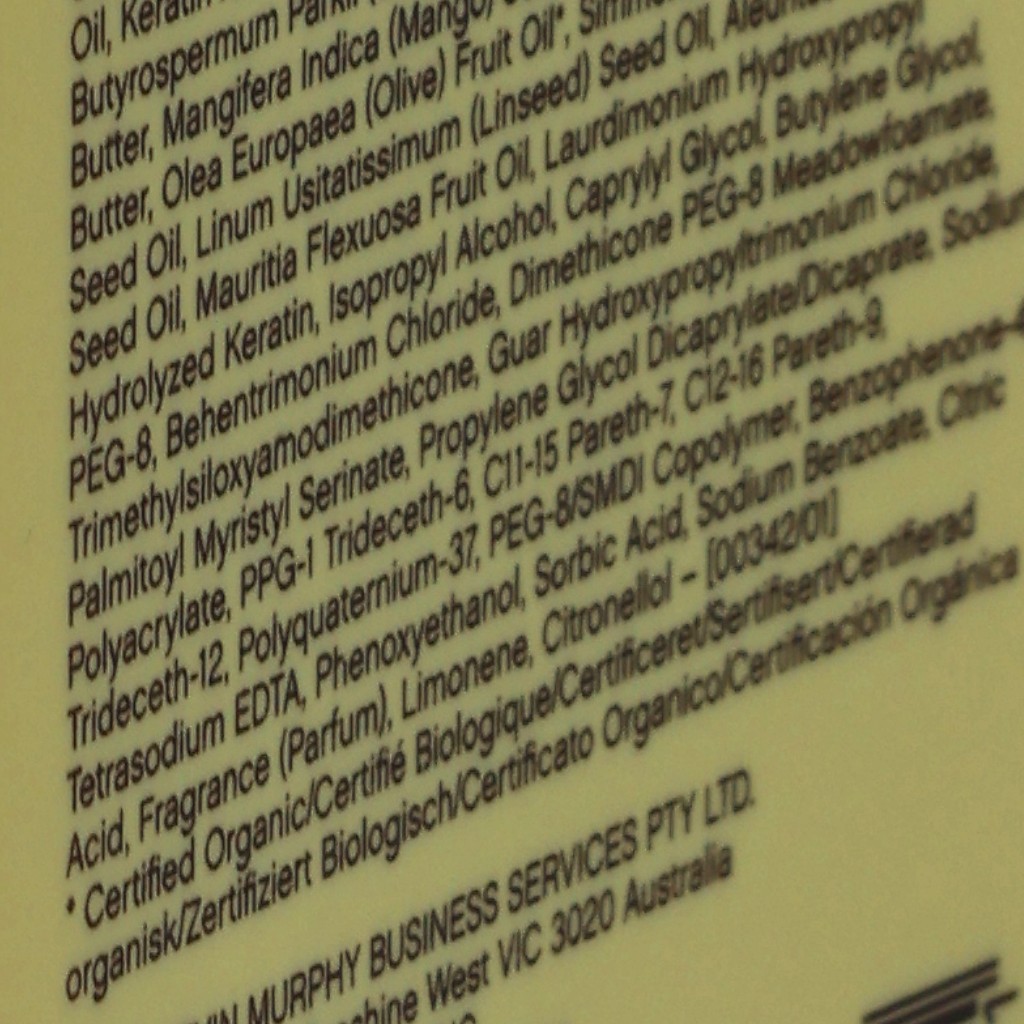 Oil, Keratin
Butyrospermum Parkii
Butter, Mangifera Indica (Mango)
Butter, Olea Europaea (Olive) Fruit Oil*,
Seed Oil, Linum Usitatissimum (Linseed) Seed Oil,
Seed Oil, Mauritia Flexuosa Fruit Oil, Laurdimonium Hydroxypropyl
Hydrolyzed Keratin, Isopropyl Alcohol, Caprylyl Glycol, Butylene Glycol,
PEG-8, Behentrimonium Chloride, Dimethicone PEG-8 Meadowfoamate,
Trimethylsiloxyamodimethicone, Guar Hydroxypropyltrimonium Chloride,
Palmitoyl Myristyl Serinate, Propylene Glycol Dicaprylate/Dicaprate, Sodium
Polyacrylate, PPG-1 Trideceth-6, C11-15 Pareth-7, C12-16 Pareth-9,
Trideceth-12, Polyquaternium-37, PEG-8/SMDI Copolymer, Benzophenone-4
Tetrasodium EDTA, Phenoxyethanol, Sorbic Acid, Sodium Benzoate, Citric
Acid, Fragrance (Parfum), Limonene, Citronellol – [00342/01]
* Certified Organic/Certifié Biologique/Certificeret/Sertifisert/Certifierad
organisk/Zertifiziert Biologisch/Certificato Organico/Certificación Orgánica
MURPHY BUSINESS SERVICES PTY LTD.
West VIC 3020 Australia